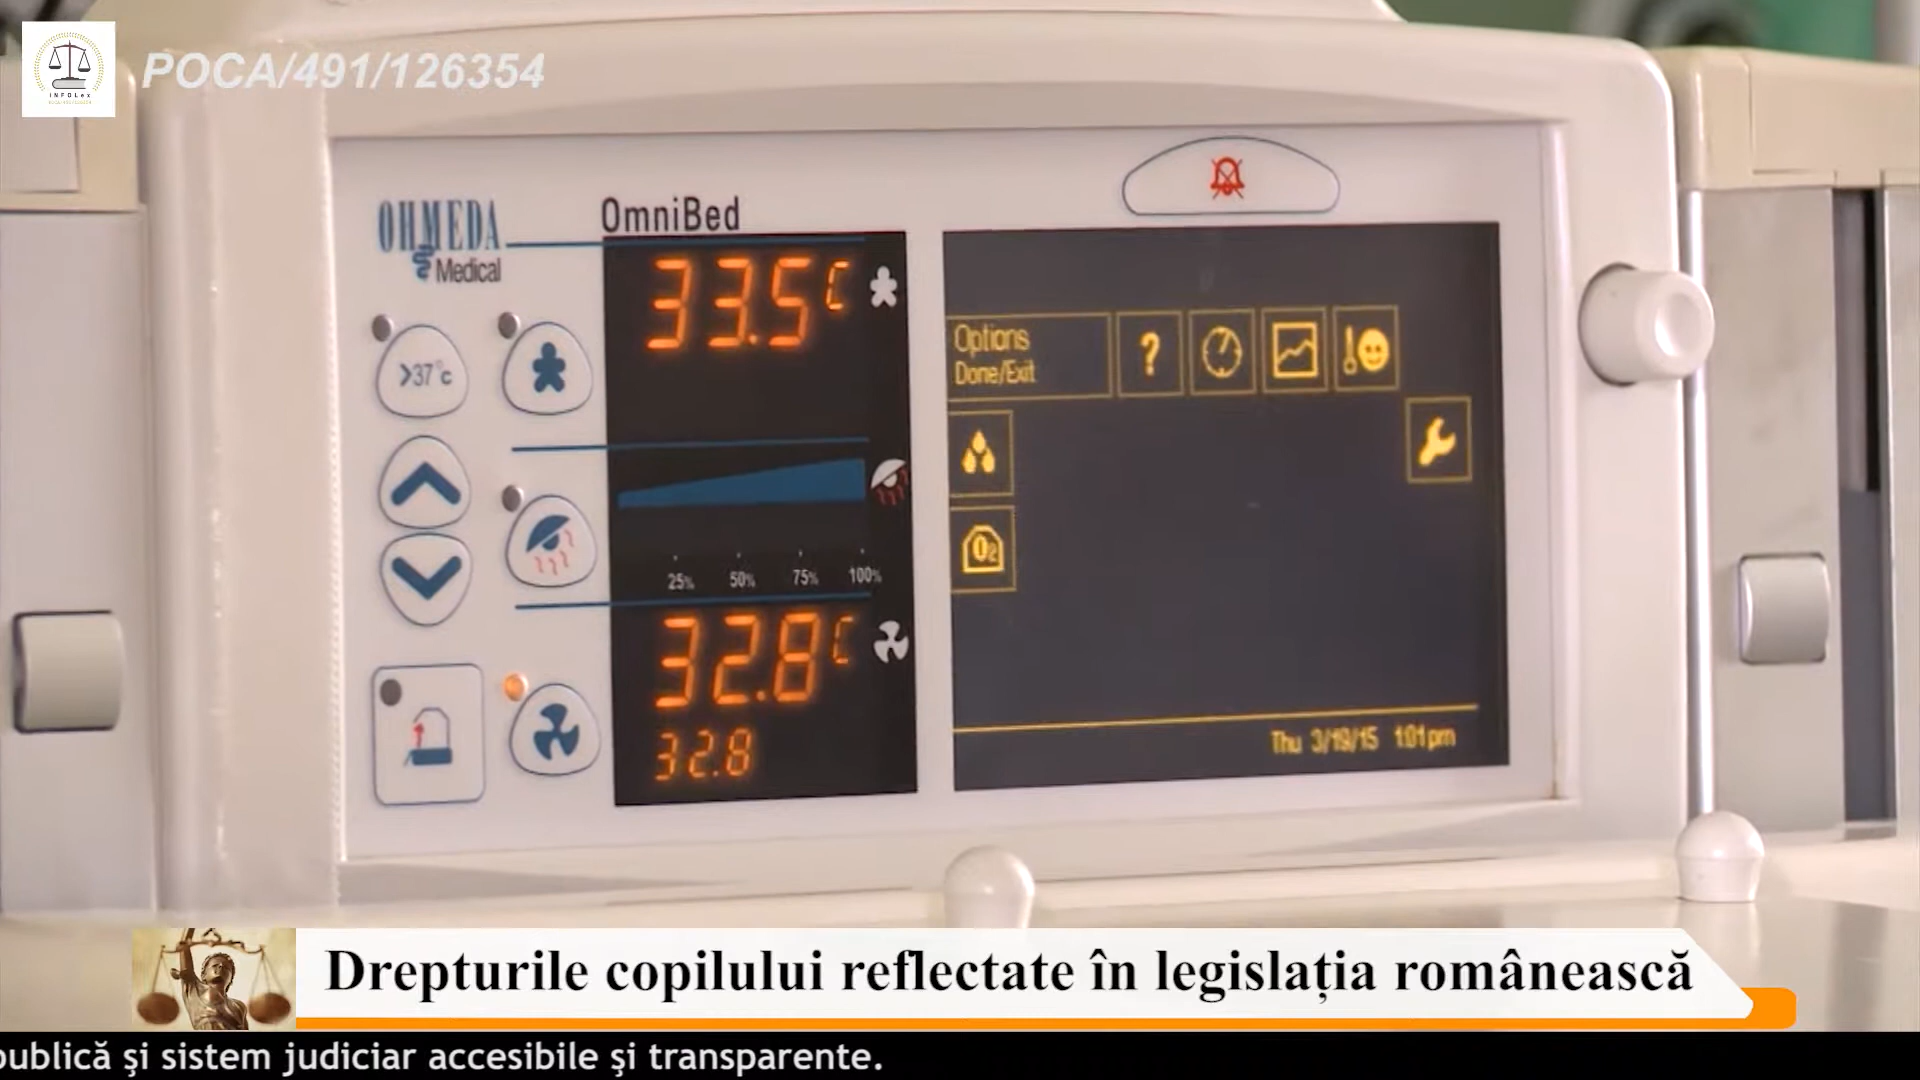 INFOLex
POCA/491/126354
OHMEDA
Medical
OmniBed
33.5 C
>37°c
25% 50% 75% 100%
32.8 C
32.8
Options
Done/Exit
?
O2
Thu 3/19/15 1:01pm
Drepturile copilului reflectate în legislația românească
publică şi sistem judiciar accesibile şi transparente.